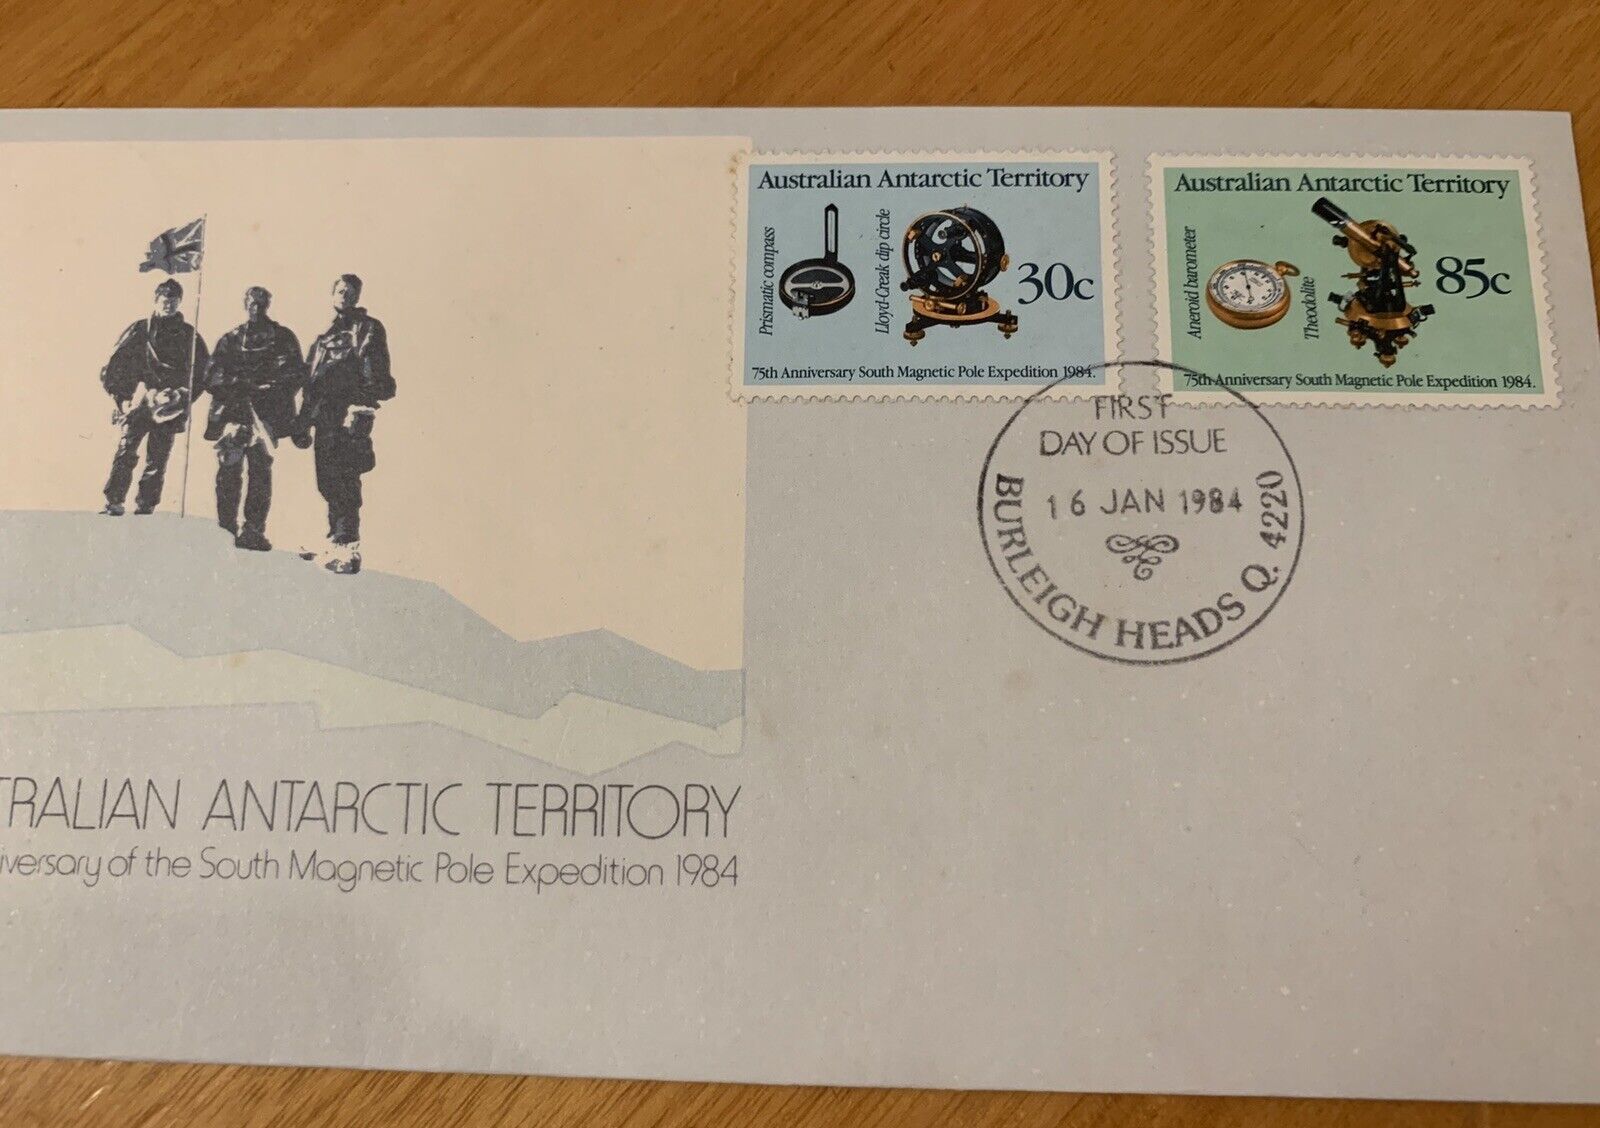 Australian Antarctic Territory
Prismatic compass
Lloyd-Creak dip circle
30c
75th Anniversary South Magnetic Pole Expedition 1984.
Australian Antarctic Territory
Aneroid barometer
Theodolite
85c
75th Anniversary South Magnetic Pole Expedition 1984.
FIRST
DAY OF ISSUE
16 JAN 1984
BURLEIGH HEADS Q. 4220
TRALIAN ANTARCTIC TERRITORY
iversary of the South Magnetic Pole Expedition 1984